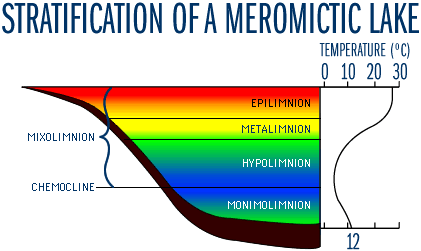 STRATIFICATION OF A MEROMICTIC LAKE
TEMPERATURE (°C)
0 10 20 30
EPILIMNION
METALIMNION
MIXOLIMNION
HYPOLIMNION
CHEMOCLINE
MONIMOLIMNION
12